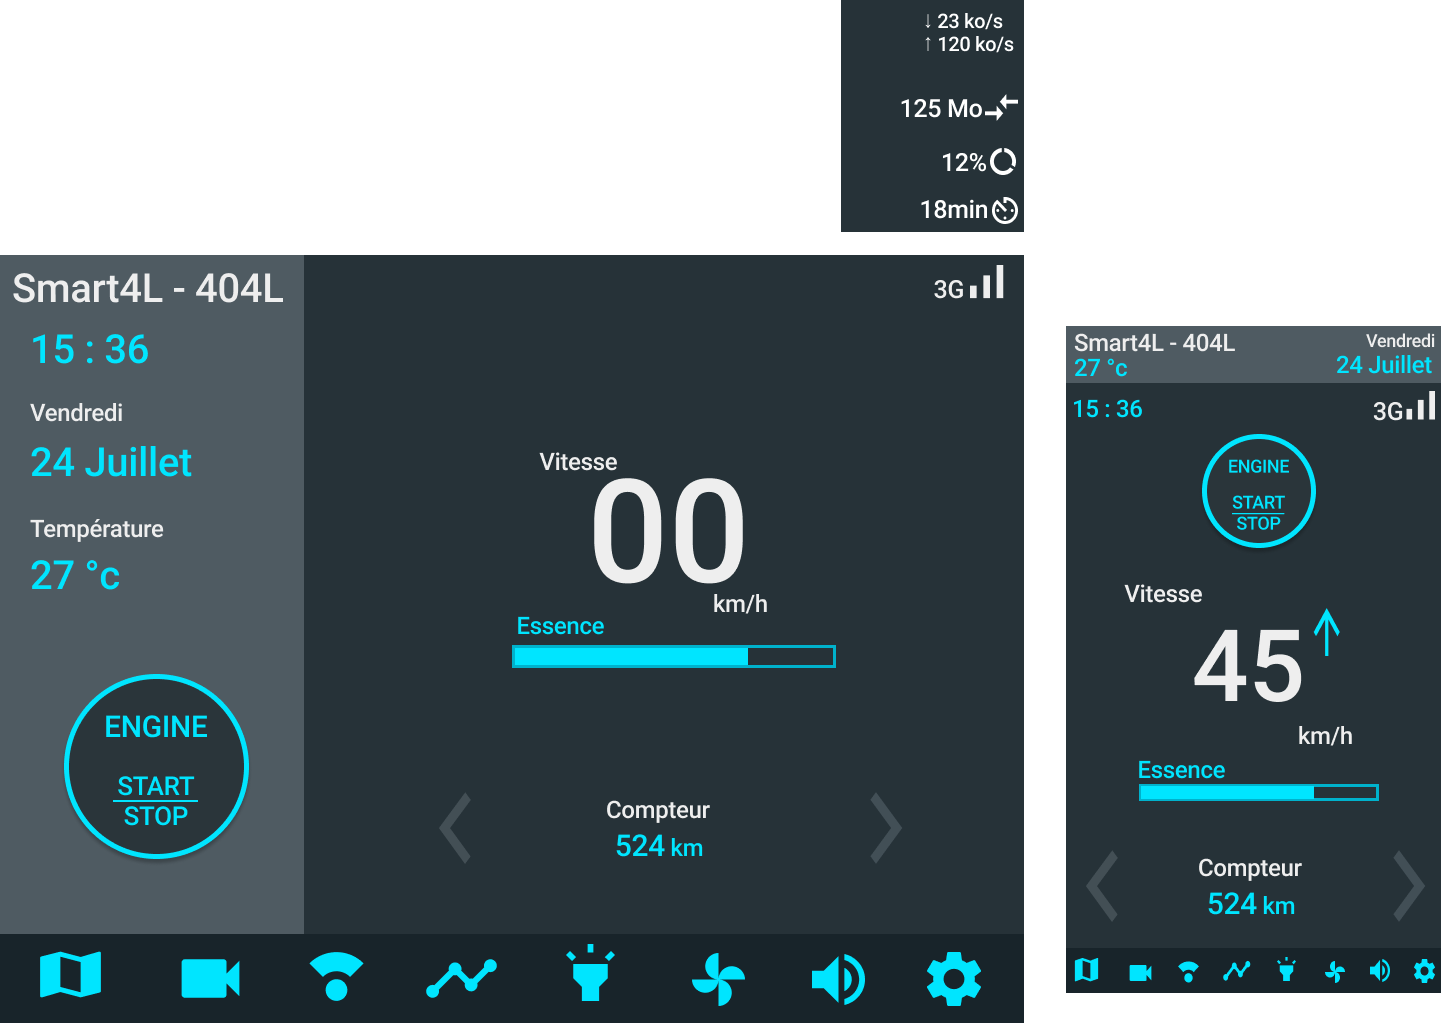 ↓ 23 ko/s
↑ 120 ko/s
125 Mo
12%
18min
Smart4L - 404L
15 : 36
Vendredi
24 Juillet
Température
27 °c
ENGINE
START
STOP
3G
Vitesse
00
km/h
Essence
Compteur
524 km
Smart4L - 404L
Vendredi
27 °c
24 Juillet
15 : 36
3G
ENGINE
START
STOP
Vitesse
45
km/h
Essence
Compteur
524 km